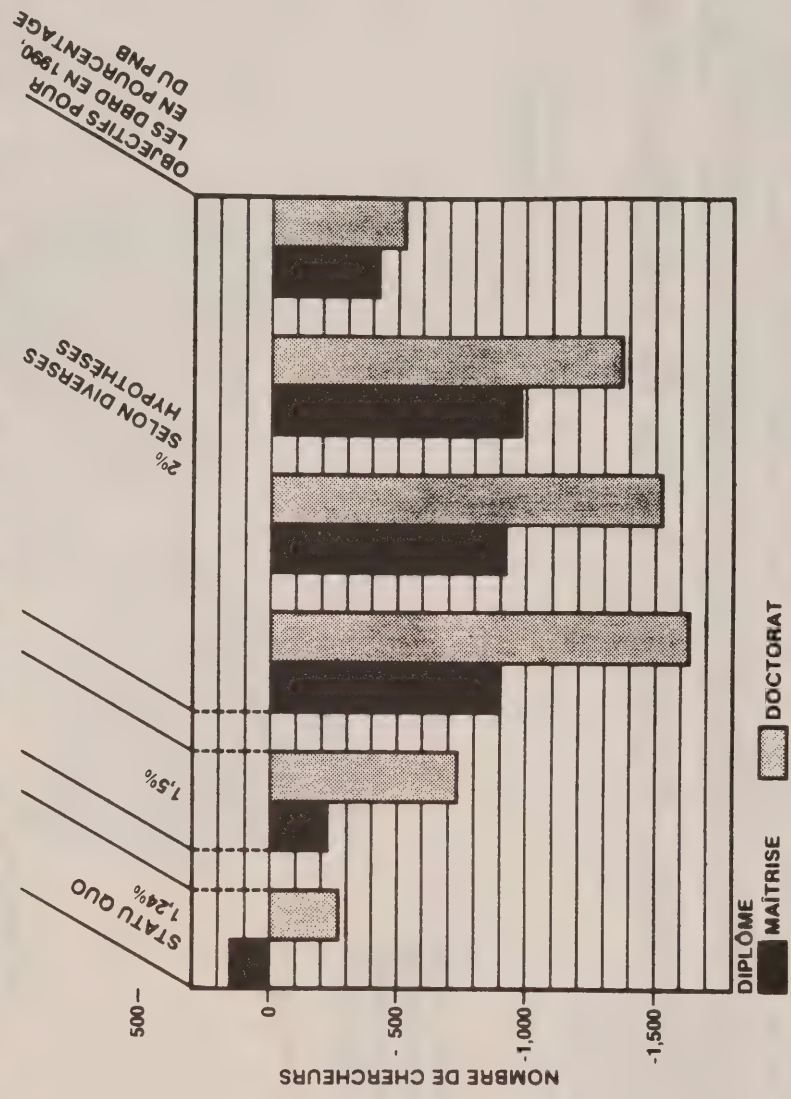 OBJECTIFS POUR
LES DBRD EN 1990,
EN POURCENTAGE
DU PNB
STATU QUO
1,24%
1,5%
2%
SELON DIVERSES
HYPOTHÈSES
500
0
- 500
-1,000
-1,500
NOMBRE DE CHERCHEURS
DIPLÔME
MAÎTRISE
DOCTORAT